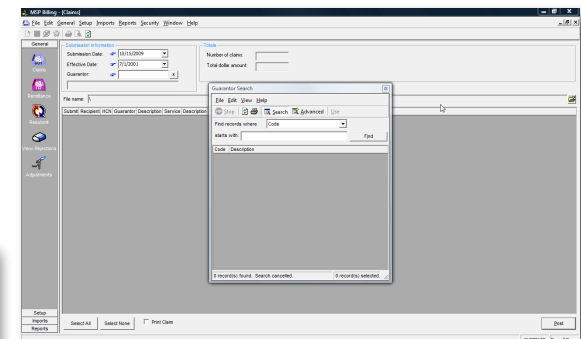 MSP Billing - [Claims]
File Edit General Setup Imports Reports Security Window Help
General
Claims
Remittance
Resubmit
View Rejections
Adjustments
Setup
Imports
Reports
Submission Information
Submission Date: 10/15/2009
Effective Date: 7/1/2001
Guarantor: x
Totals
Number of claims:
Total dollar amount
File name: \
Submit Recipient HCN Guarantor Description Service Description
Guarantor Search
File Edit View Help
Stop Search Advanced Use
Find records where Code
starts with: Find
Code Description
0 record(s) found. Search cancelled. 0 record(s) selected.
Select All Select None Print Claim Post